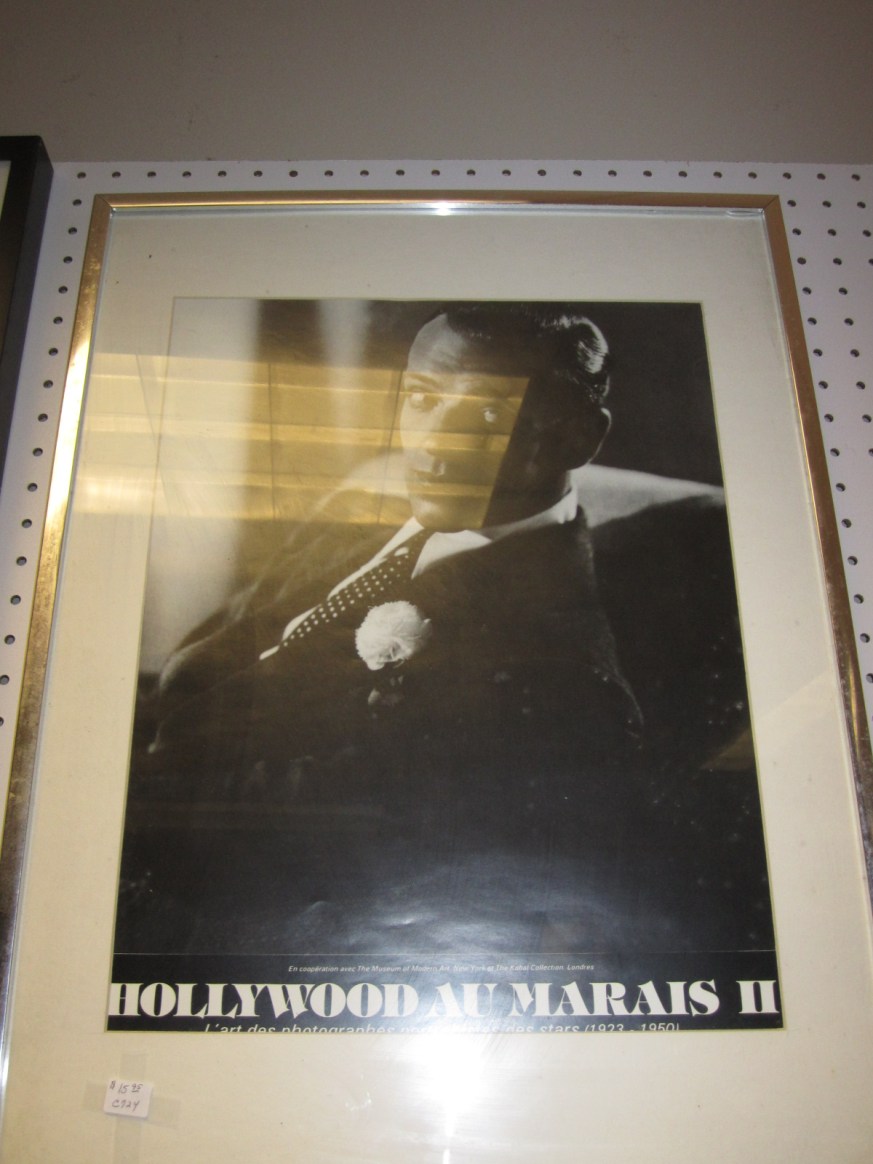 En coopération avec The Museum of Modern Art, New York et The Kobal Collection, Londres
HOLLYWOOD AU MARAIS II
L'art des photographes des stars (1923 - 1950)
$15.95
C724